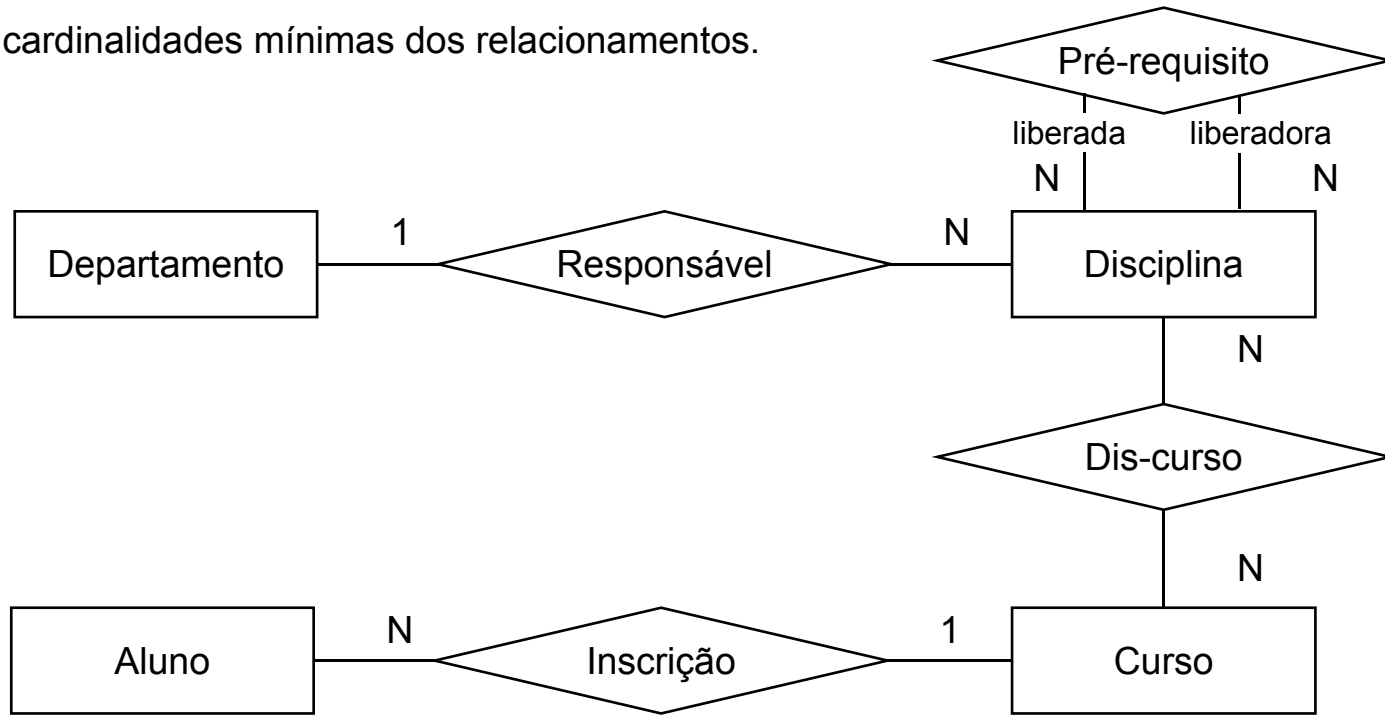 cardinalidades mínimas dos relacionamentos.
Pré-requisito
liberada liberadora
N N
Departamento 1 Responsável N Disciplina
N
Dis-curso
N
Aluno N Inscrição 1 Curso